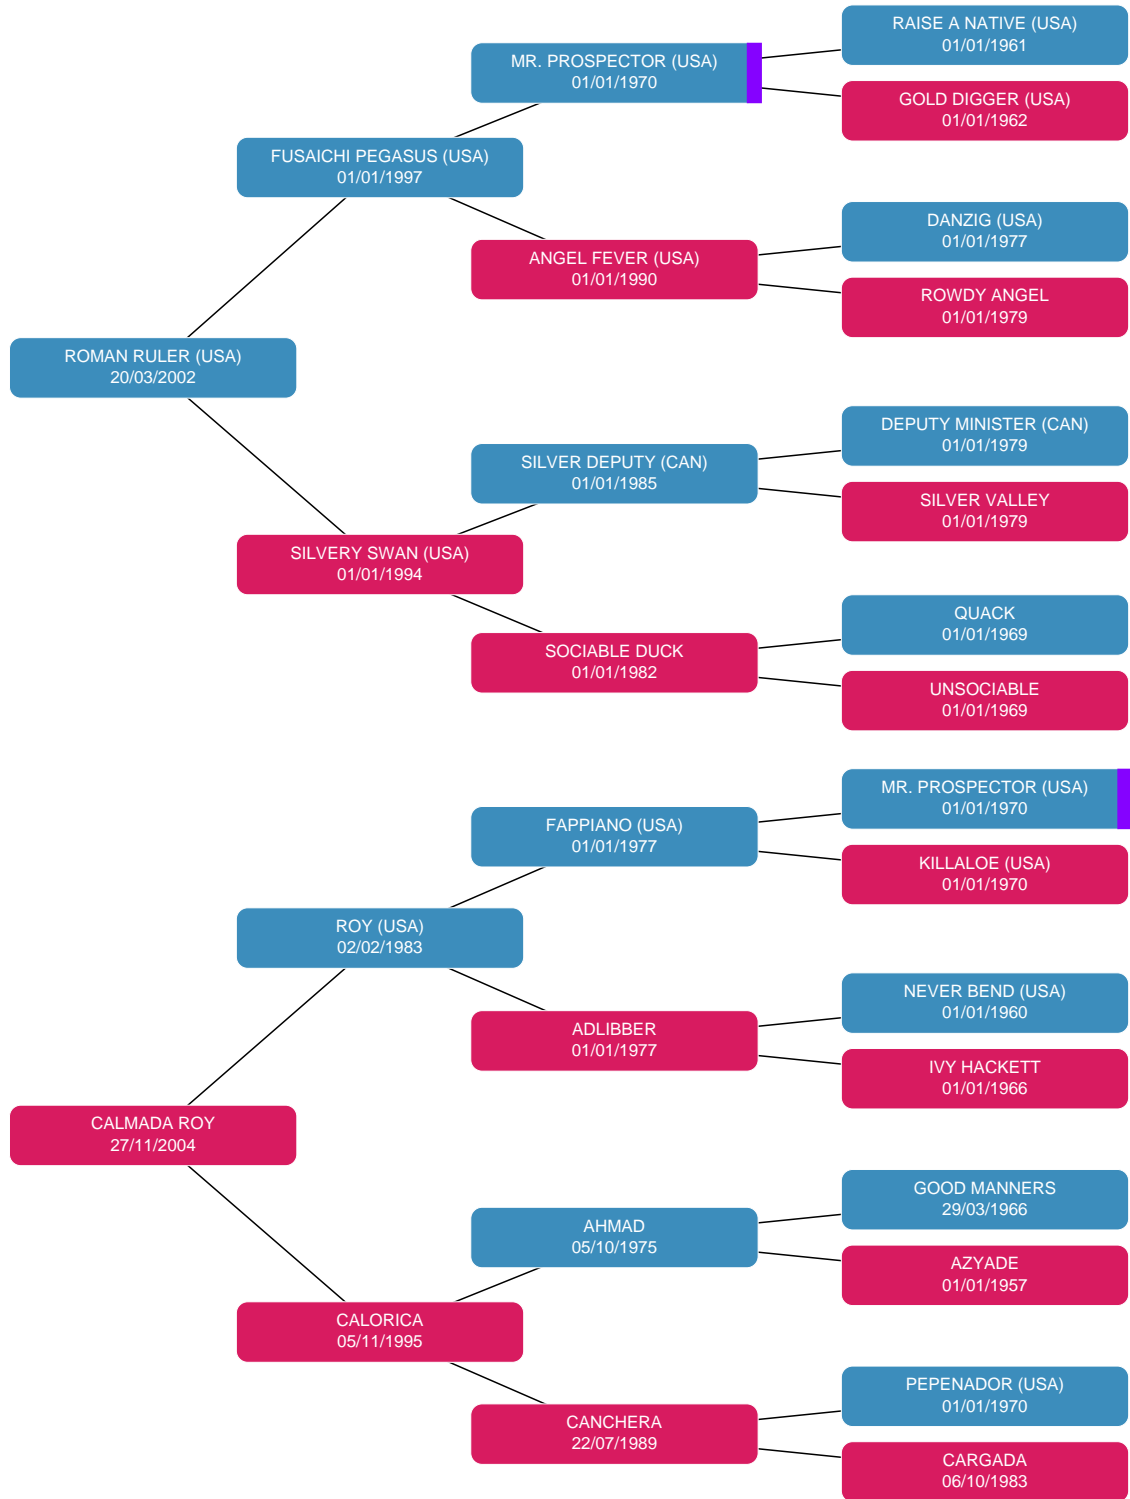 RAISE A NATIVE (USA)
01/01/1961
MR. PROSPECTOR (USA)
01/01/1970
GOLD DIGGER (USA)
01/01/1962
FUSAICHI PEGASUS (USA)
01/01/1997
DANZIG (USA)
01/01/1977
ANGEL FEVER (USA)
01/01/1990
ROWDY ANGEL
01/01/1979
ROMAN RULER (USA)
20/03/2002
DEPUTY MINISTER (CAN)
01/01/1979
SILVER DEPUTY (CAN)
01/01/1985
SILVER VALLEY
01/01/1979
SILVERY SWAN (USA)
01/01/1994
QUACK
01/01/1969
SOCIABLE DUCK
01/01/1982
UNSOCIABLE
01/01/1969
MR. PROSPECTOR (USA)
01/01/1970
FAPPIANO (USA)
01/01/1977
KILLALOE (USA)
01/01/1970
ROY (USA)
02/02/1983
NEVER BEND (USA)
01/01/1960
ADLIBBER
01/01/1977
IVY HACKETT
01/01/1966
CALMADA ROY
27/11/2004
GOOD MANNERS
29/03/1966
AHMAD
05/10/1975
AZYADE
01/01/1957
CALORICA
05/11/1995
PEPENADOR (USA)
01/01/1970
CANCHERA
22/07/1989
CARGADA
06/10/1983